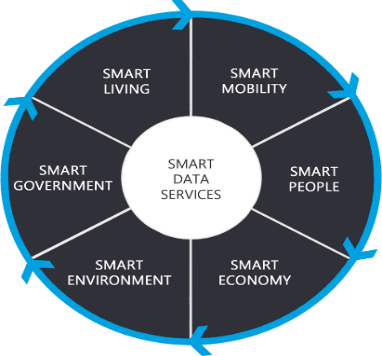 SMART
LIVING
SMART
MOBILITY
SMART
GOVERNMENT
SMART
DATA
SERVICES
SMART
PEOPLE
SMART
ENVIRONMENT
SMART
ECONOMY